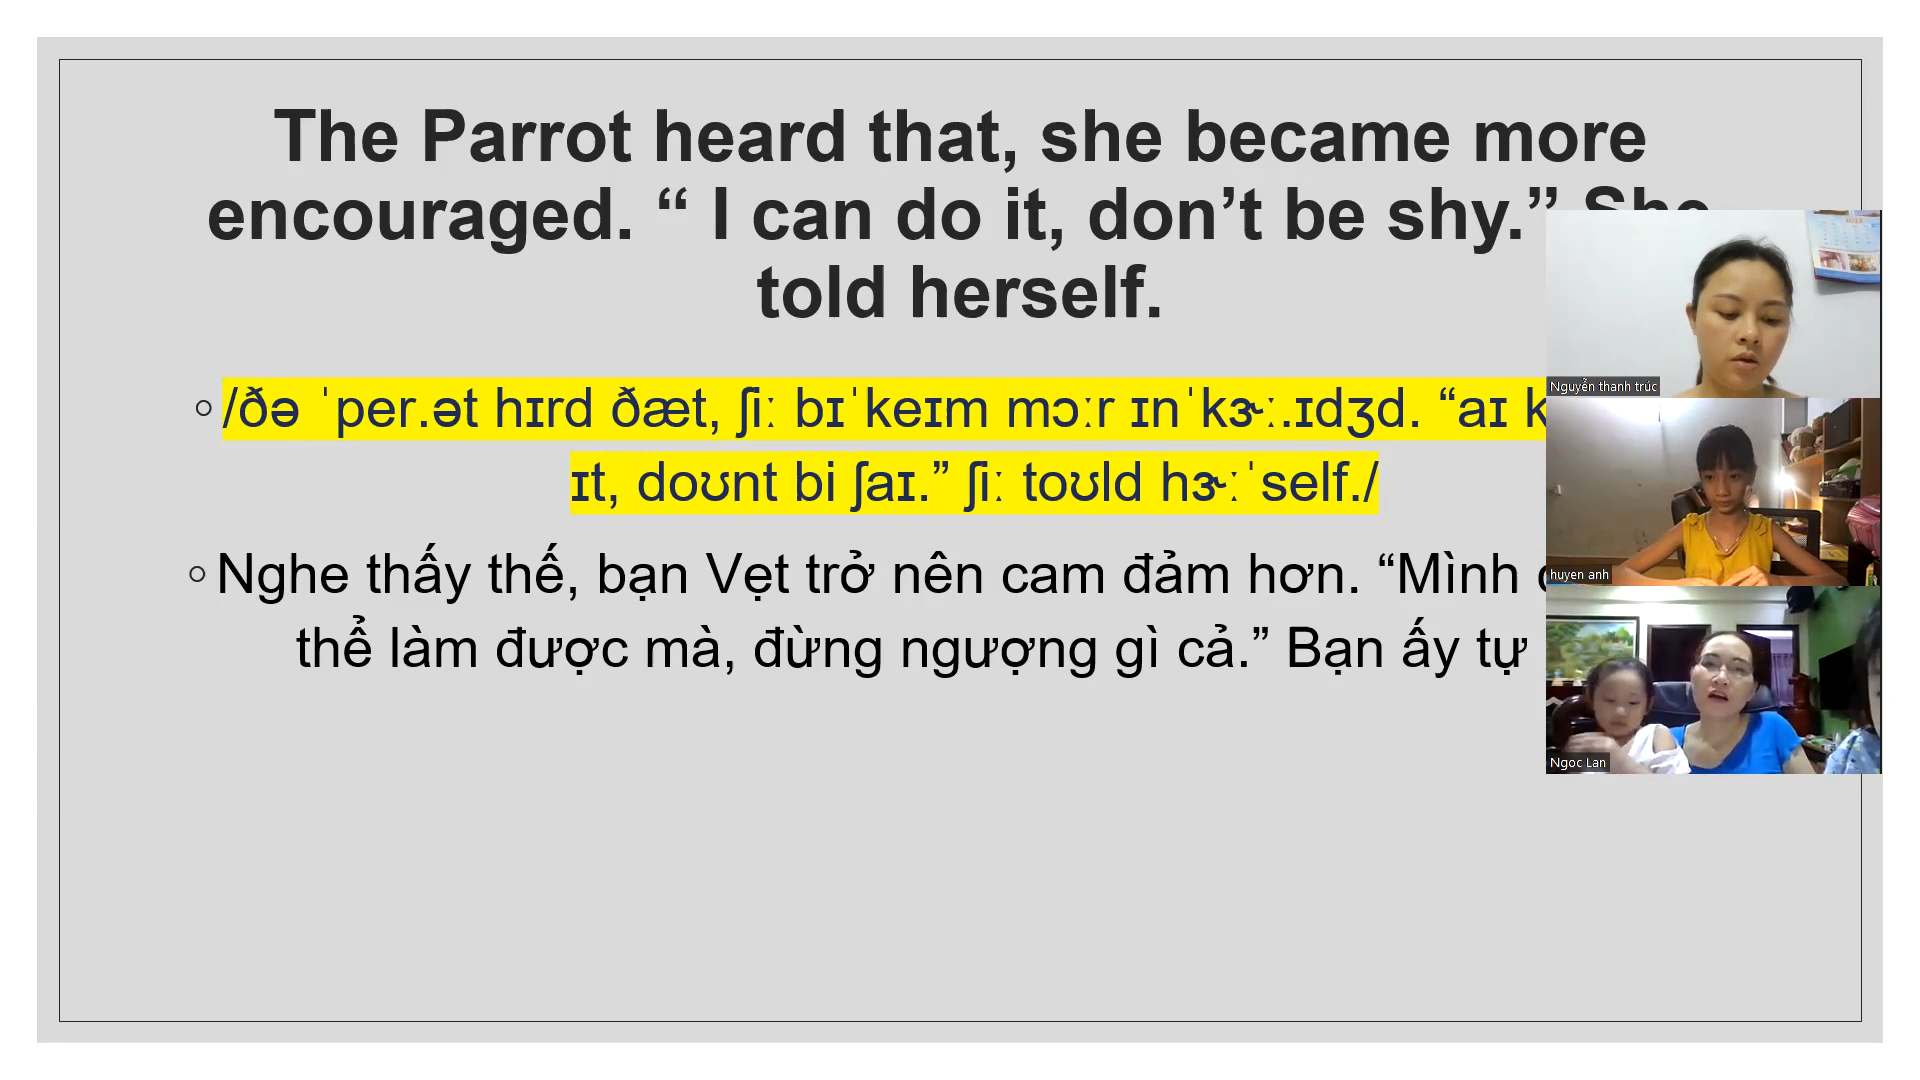 The Parrot heard that, she became more
encouraged. “ I can do it, don’t be shy.” She
told herself.
◦ /ðə ˈper.ət hɪrd ðæt, ʃiː bɪˈkeɪm mɔːr ɪnˈkɝː.ɪdʒd. “aɪ
ɪt, doʊnt bi ʃaɪ.” ʃiː toʊld hɝːˈself./
◦ Nghe thấy thế, bạn Vẹt trở nên cam đảm hơn. “Mình
thể làm được mà, đừng ngượng gì cả.” Bạn ấy tự
Nguyễn thanh trúc
huyen anh
Ngoc Lan